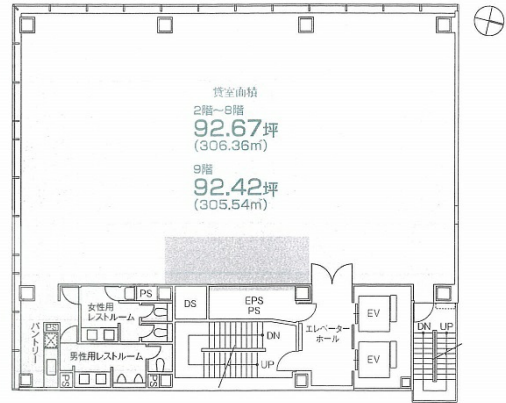 貸室面積
2階〜8階
92.67坪
(306.36㎡)
9階
92.42坪
(305.54㎡)
PS
DS
EPS
PS
女性用
レストルーム
PS
パントリー
男性用レストルーム
PS
PS
DN
UP
エレベーター
ホール
EV
EV
DN
UP